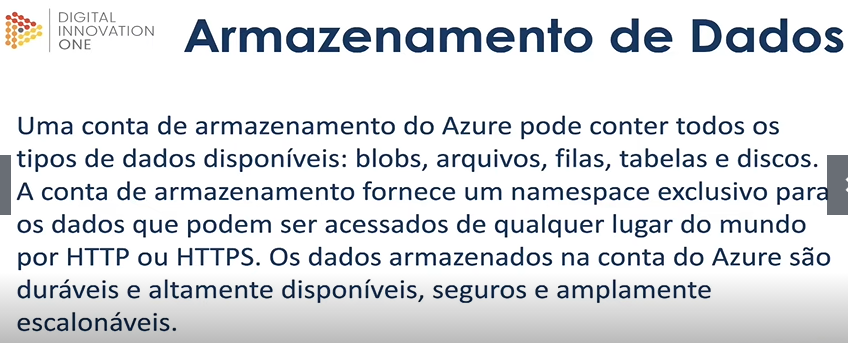 DIGITAL
INNOVATION
ONE
Armazenamento de Dados
Uma conta de armazenamento do Azure pode conter todos os
tipos de dados disponíveis: blobs, arquivos, filas, tabelas e discos.
A conta de armazenamento fornece um namespace exclusivo para
os dados que podem ser acessados de qualquer lugar do mundo
por HTTP ou HTTPS. Os dados armazenados na conta do Azure são
duráveis e altamente disponíveis, seguros e amplamente
escalonáveis.